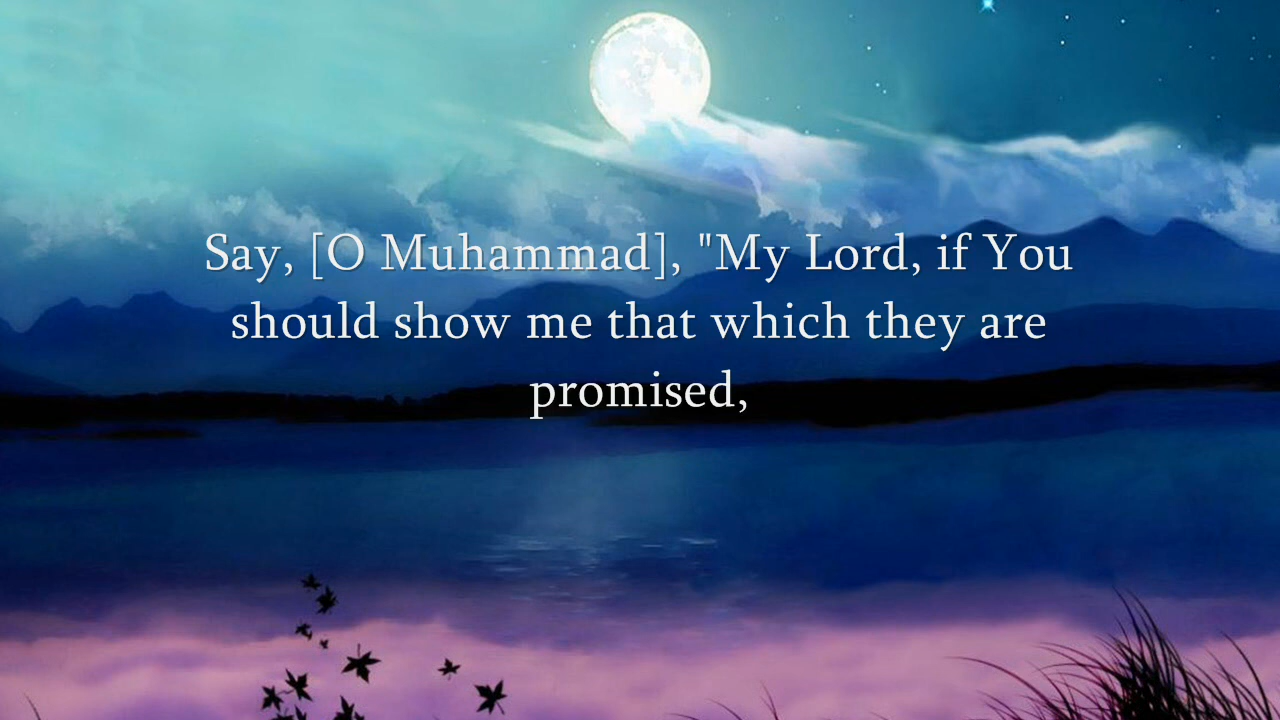 Say, [O Muhammad], "My Lord, if You
should show me that which they are
promised,